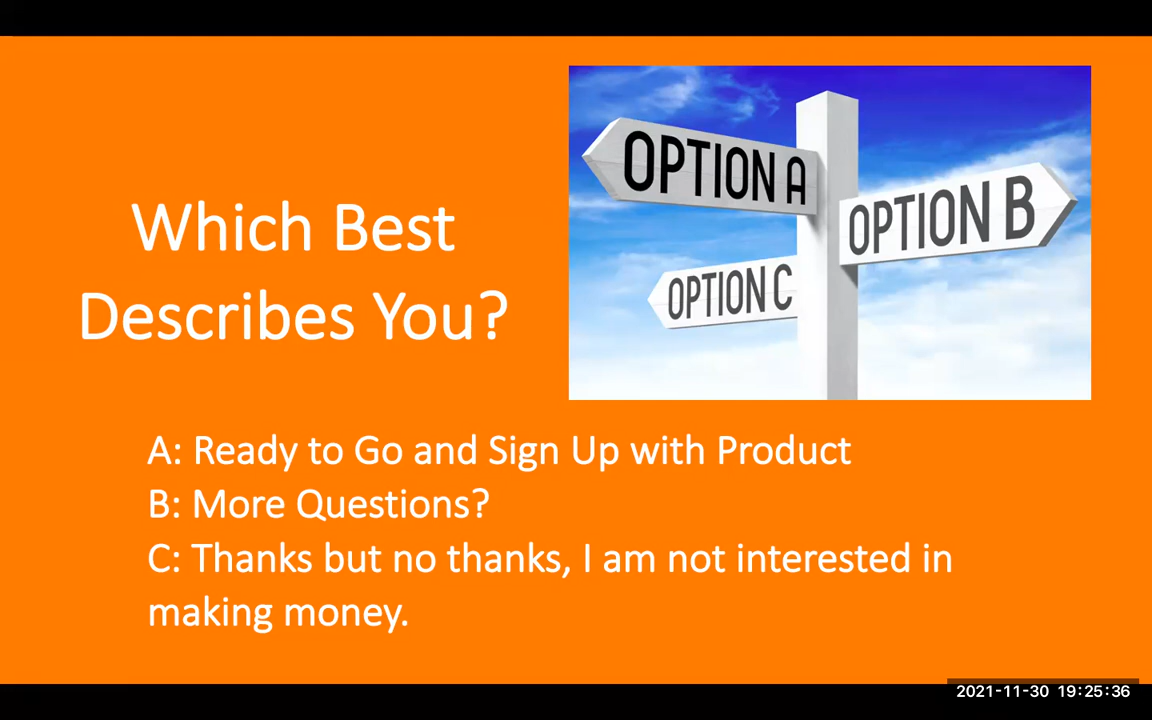 Which Best
Describes You?
OPTION A
OPTION B
OPTION C
A: Ready to Go and Sign Up with Product
B: More Questions?
C: Thanks but no thanks, I am not interested in
making money.
2021-11-30 19:25:36